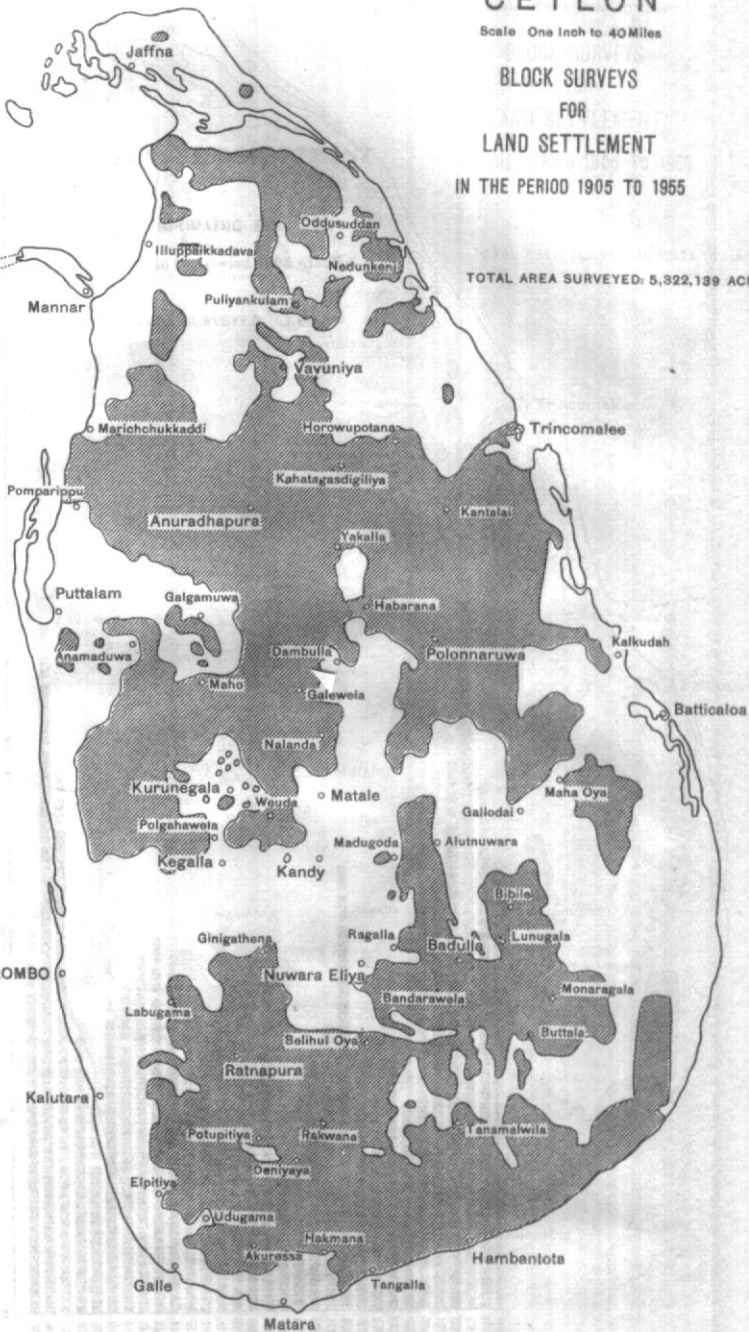 CEYLON
Scale One Inch to 40 Miles
BLOCK SURVEYS
FOR
LAND SETTLEMENT
IN THE PERIOD 1905 TO 1955
TOTAL AREA SURVEYED: 5,322,139
Jaffna
Oddusuddan
Illuppaikkadavai
Nedunkeni
Mannar
Puliyankulam
Vavuniya
Marichchukkaddi
Horowupotana
Trincomalee
Kahatagasdigiliya
Pomparippu
Anuradhapura
Kantalai
Yakalla
Puttalam
Galgamuwa
Habarana
Anamaduwa
Dambulla
Polonnaruwa
Kalkudah
Maho
Galewela
Batticaloa
Nalanda
Kurunegala
Matale
Maha Oya
Weuda
Gallodai
Polgahawela
Madugoda
Alutnuwara
Kegalla
Kandy
Bibile
Ginigathena
Ragalla
Badulla
Lunugala
Nuwara Eliya
Labugama
Bandarawela
Monaragala
Belihul Oya
Buttala
Ratnapura
Kalutara
Potupitiya
Rakwana
Tanamalwila
Deniyaya
Elpitiya
Udugama
Hakmana
Akuressa
Hambantota
Galle
Tangalla
Matara